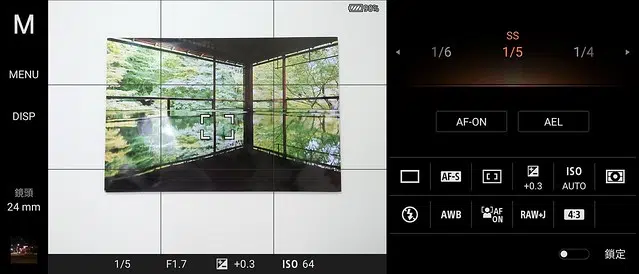 M
MENU
DISP
鏡頭
24 mm
90%
1/5 F1.7 +0.3 ISO 64
SS
1/6 1/5 1/4
AF-ON AEL
AF-S +0.3 ISO AUTO
AWB AF ON RAW+J 4:3
鎖定